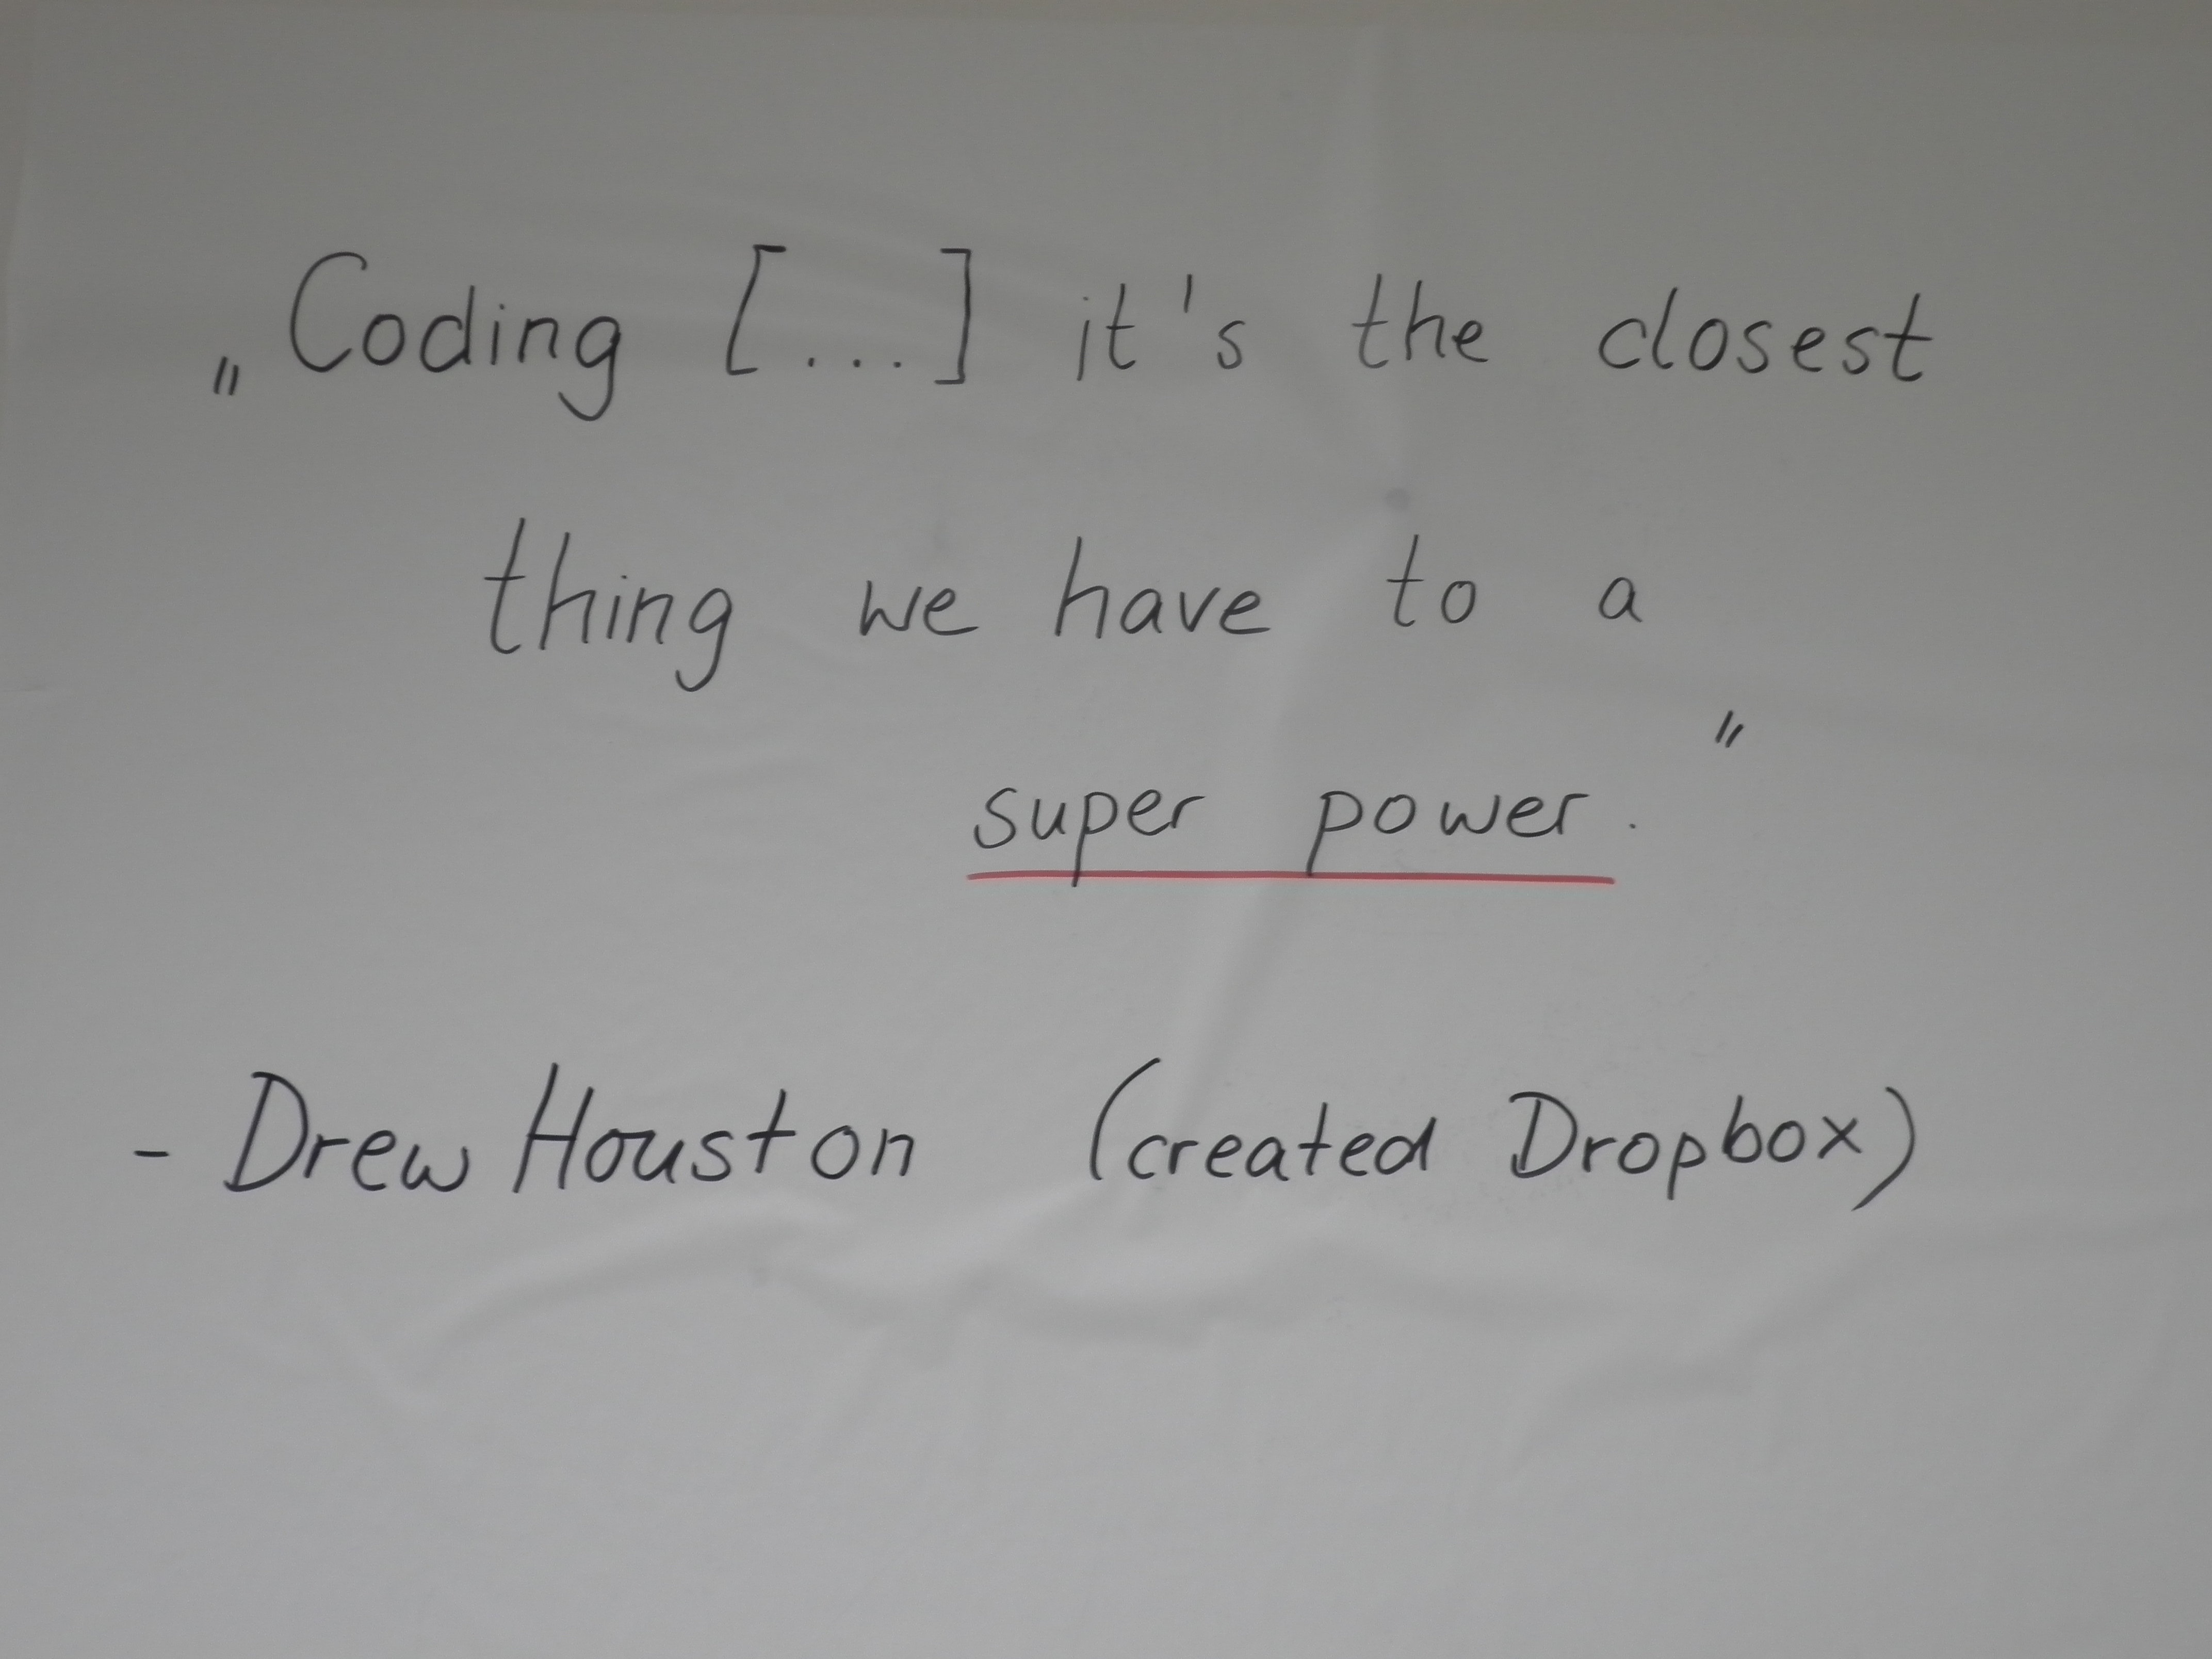 „Coding [...] it's the closest
thing we have to a
super power."
- Drew Houston (created Dropbox)